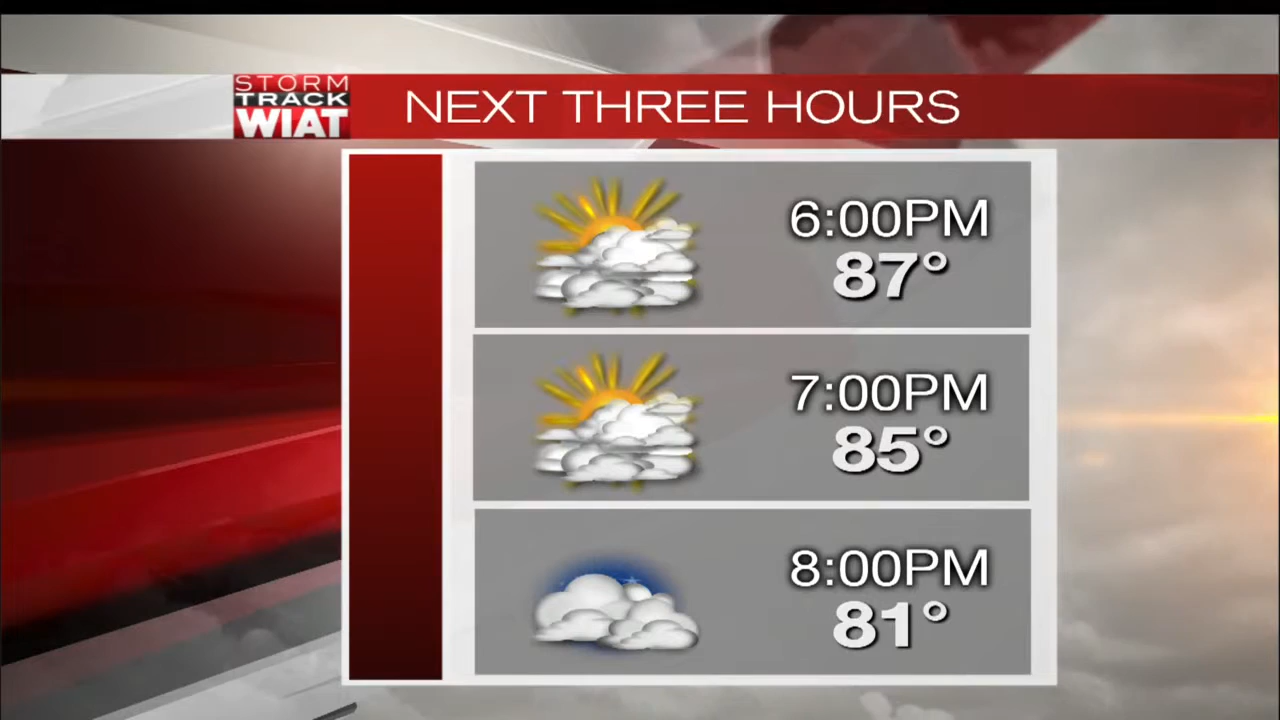 STORM
TRACK
WIAT
NEXT THREE HOURS
6:00PM
87°
7:00PM
85°
8:00PM
81°